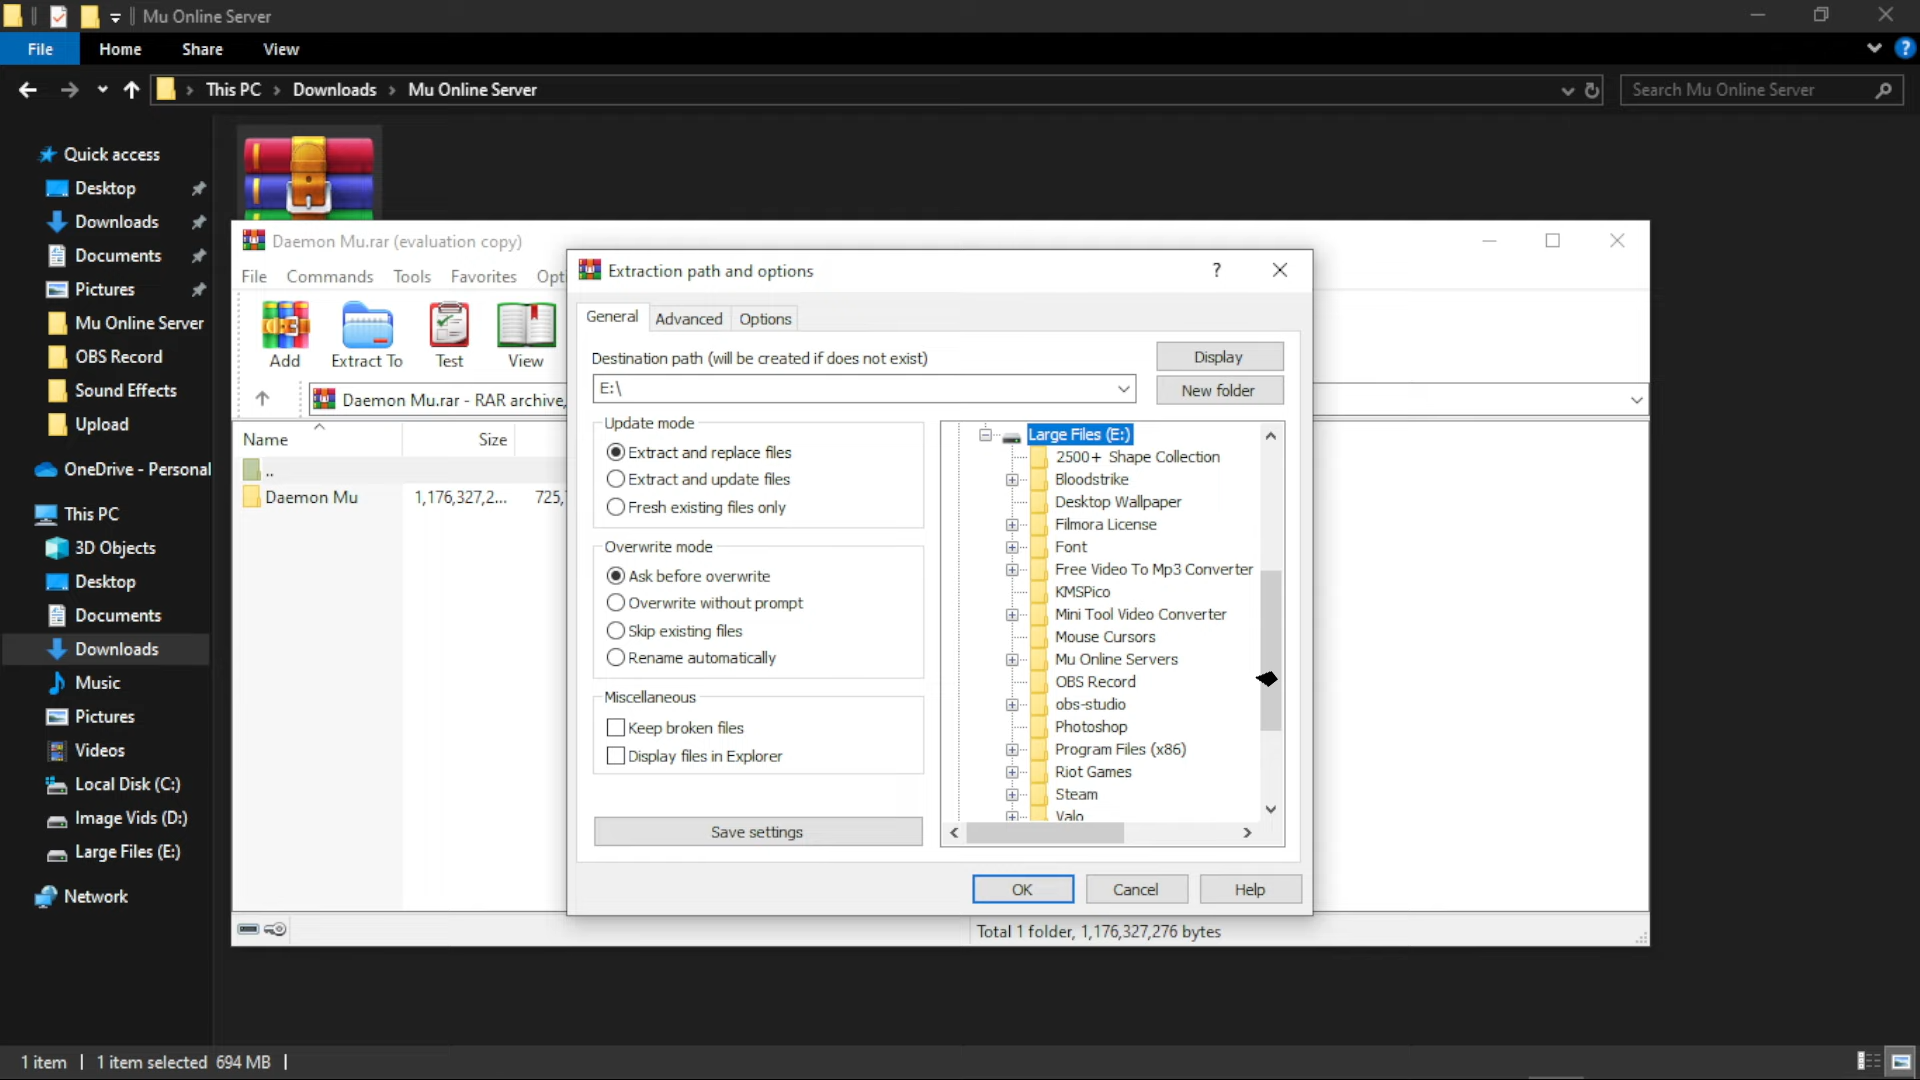 Mu Online Server
File Home Share View
This PC Downloads Mu Online Server
Search Mu Online Server
Quick access
Desktop
Downloads
Documents
Pictures
Mu Online Server
OBS Record
Sound Effects
Upload
OneDrive - Personal
This PC
3D Objects
Desktop
Documents
Downloads
Music
Pictures
Videos
Local Disk (C:)
Image Vids (D:)
Large Files (E:)
Network
Daemon Mu.rar (evaluation copy)
File Commands Tools Favorites Opti
Add Extract To Test View
Daemon Mu.rar - RAR archive,
Name Size
..
Daemon Mu 1,176,327,2... 725,
Total 1 folder, 1,176,327,276 bytes
Extraction path and options ?
General Advanced Options
Destination path (will be created if does not exist) Display
E:\ New folder
Update mode
Extract and replace files
Extract and update files
Fresh existing files only
Overwrite mode
Ask before overwrite
Overwrite without prompt
Skip existing files
Rename automatically
Miscellaneous
Keep broken files
Display files in Explorer
Save settings
Large Files (E:)
2500+ Shape Collection
Bloodstrike
Desktop Wallpaper
Filmora License
Font
Free Video To Mp3 Converter
KMSPico
Mini Tool Video Converter
Mouse Cursors
Mu Online Servers
OBS Record
obs-studio
Photoshop
Program Files (x86)
Riot Games
Steam
Valo
OK Cancel Help
1 item 1 item selected 694 MB